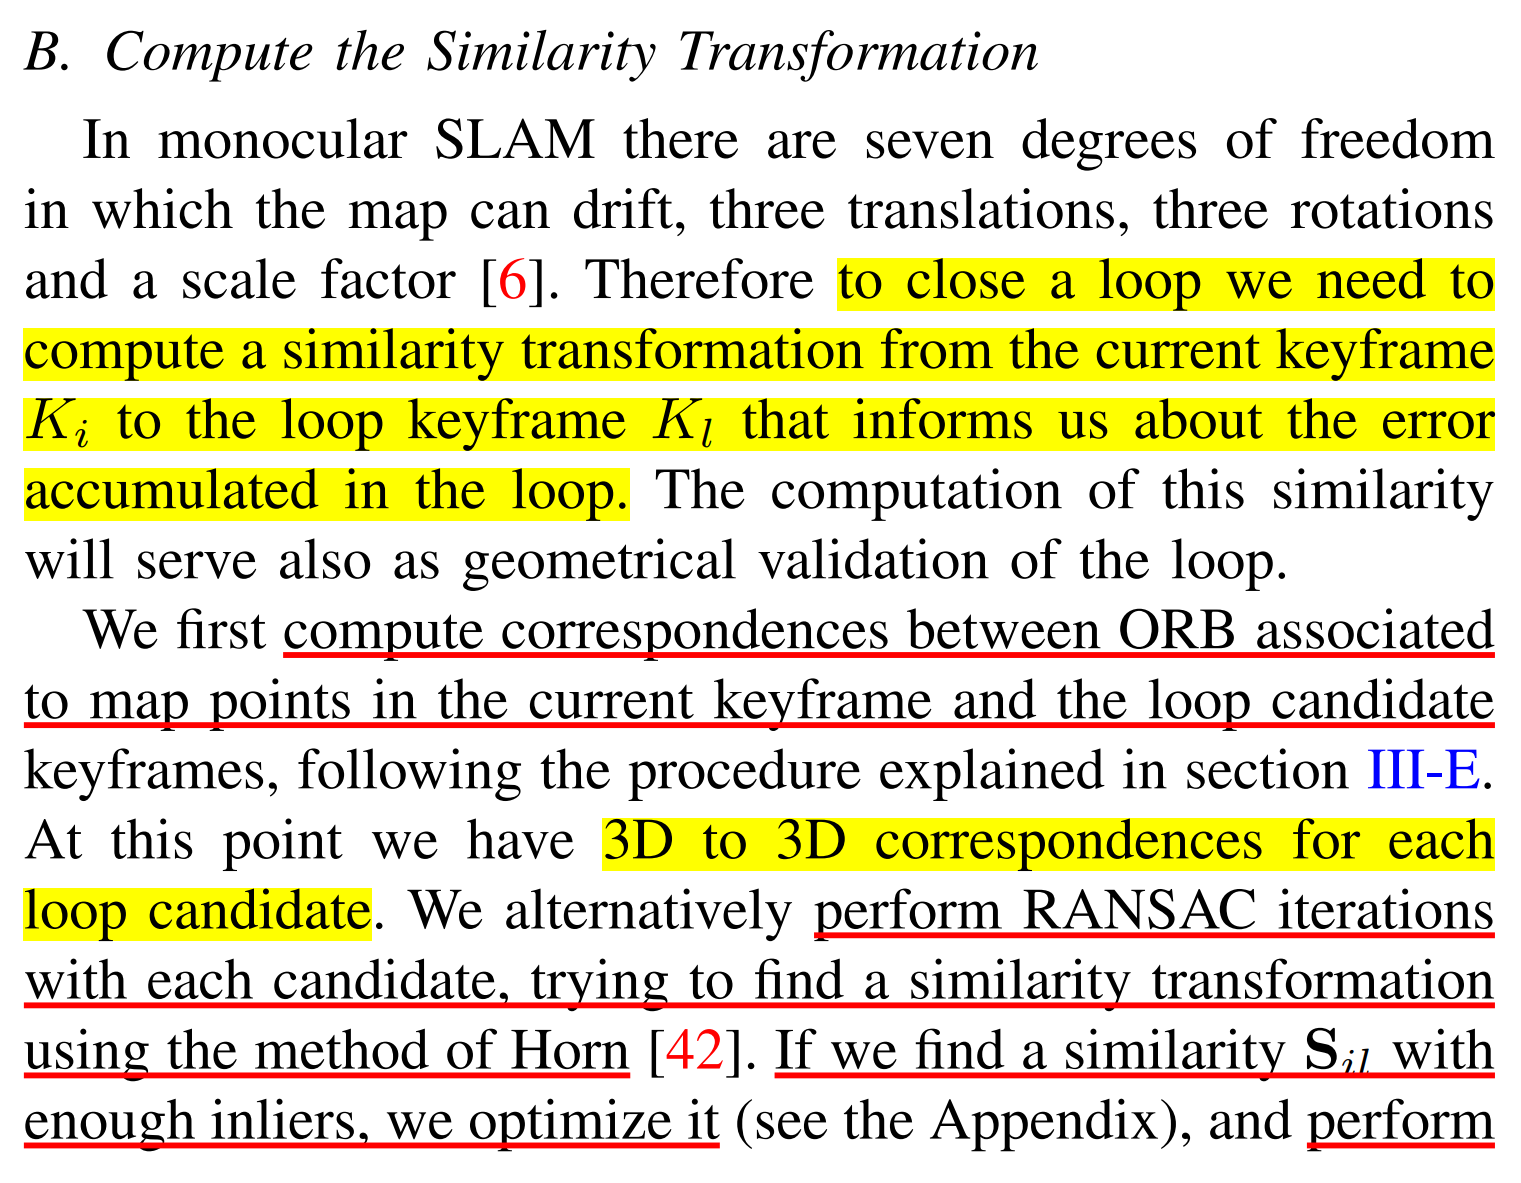 B. Compute the Similarity Transformation
In monocular SLAM there are seven degrees of freedom
in which the map can drift, three translations, three rotations
and a scale factor [6]. Therefore to close a loop we need to
compute a similarity transformation from the current keyframe
K_i to the loop keyframe K_l that informs us about the error
accumulated in the loop. The computation of this similarity
will serve also as geometrical validation of the loop.
We first compute correspondences between ORB associated
to map points in the current keyframe and the loop candidate
keyframes, following the procedure explained in section III-E.
At this point we have 3D to 3D correspondences for each
loop candidate. We alternatively perform RANSAC iterations
with each candidate, trying to find a similarity transformation
using the method of Horn [42]. If we find a similarity S_il with
enough inliers, we optimize it (see the Appendix), and perform